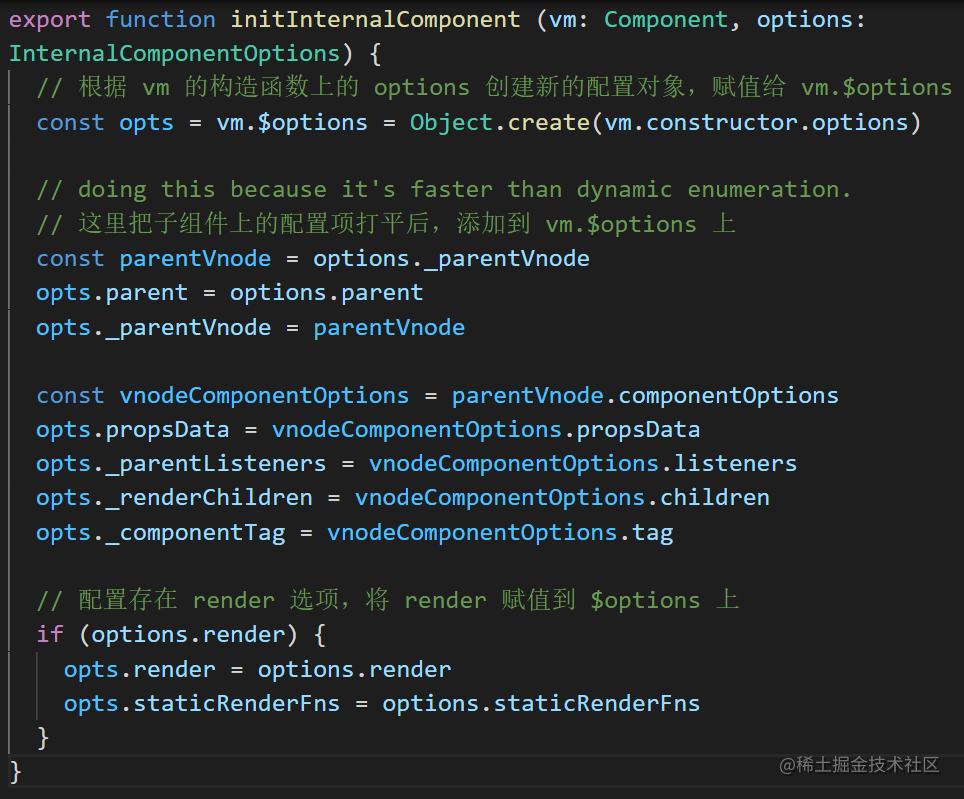 export function initInternalComponent (vm: Component, options:
InternalComponentOptions) {
  // 根据 vm 的构造函数上的 options 创建新的配置对象，赋值给 vm.$options
  const opts = vm.$options = Object.create(vm.constructor.options)

  // doing this because it's faster than dynamic enumeration.
  // 这里把子组件上的配置项打平后，添加到 vm.$options 上
  const parentVnode = options._parentVnode
  opts.parent = options.parent
  opts._parentVnode = parentVnode

  const vnodeComponentOptions = parentVnode.componentOptions
  opts.propsData = vnodeComponentOptions.propsData
  opts._parentListeners = vnodeComponentOptions.listeners
  opts._renderChildren = vnodeComponentOptions.children
  opts._componentTag = vnodeComponentOptions.tag

  // 配置存在 render 选项，将 render 赋值到 $options 上
  if (options.render) {
    opts.render = options.render
    opts.staticRenderFns = options.staticRenderFns
  }
}
@稀土掘金技术社区